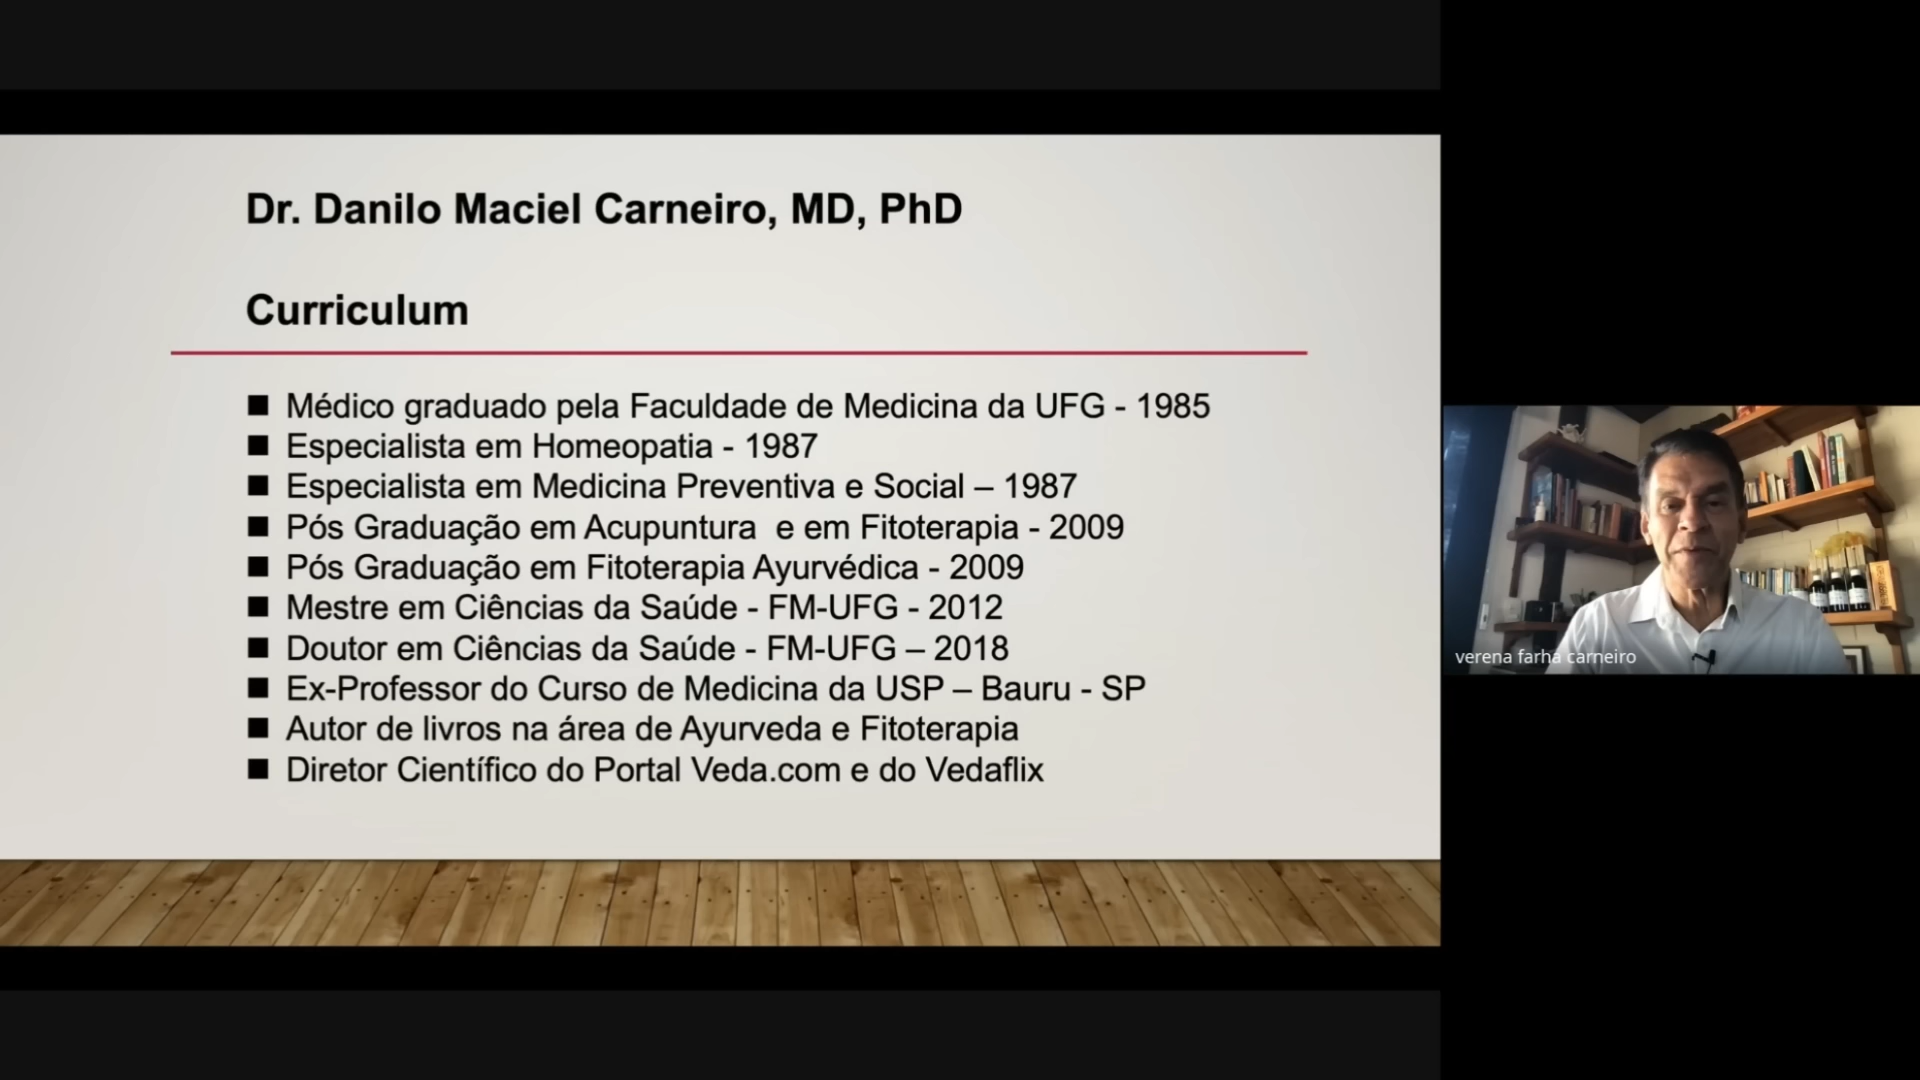 Dr. Danilo Maciel Carneiro, MD, PhD
Curriculum
Médico graduado pela Faculdade de Medicina da UFG - 1985
Especialista em Homeopatia - 1987
Especialista em Medicina Preventiva e Social – 1987
Pós Graduação em Acupuntura e em Fitoterapia - 2009
Pós Graduação em Fitoterapia Ayurvédica - 2009
Mestre em Ciências da Saúde - FM-UFG - 2012
Doutor em Ciências da Saúde - FM-UFG – 2018
Ex-Professor do Curso de Medicina da USP – Bauru - SP
Autor de livros na área de Ayurveda e Fitoterapia
Diretor Científico do Portal Veda.com e do Vedaflix
verena farha carneiro